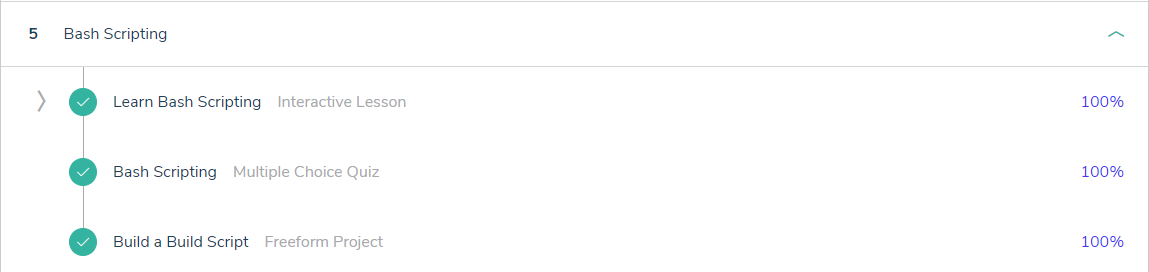 5 Bash Scripting
Learn Bash Scripting Interactive Lesson 100%
Bash Scripting Multiple Choice Quiz 100%
Build a Build Script Freeform Project 100%